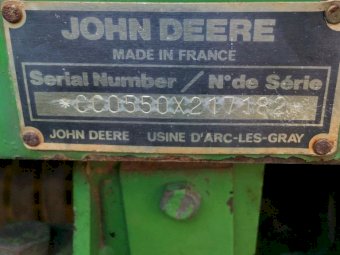 JOHN DEERE
MADE IN FRANCE
Serial Number / N° de Série
*CC0550X217182
JOHN DEERE USINE D'ARC-LES-GRAY